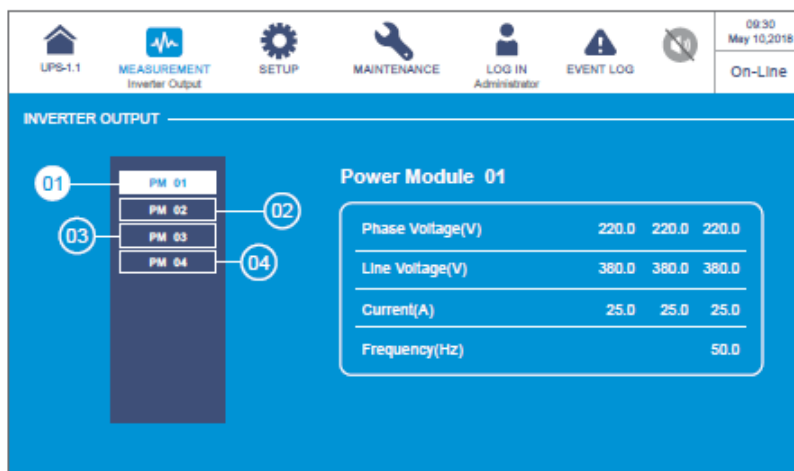 UPS-1.1
MEASUREMENT
Inverter Output
SETUP
MAINTENANCE
LOG IN
Administrator
EVENT LOG
09:30
May 10,2018
On-Line
INVERTER OUTPUT
01
PM 01
PM 02
02
03
PM 03
PM 04
04
Power Module 01
Phase Voltage(V) 220.0 220.0 220.0
Line Voltage(V) 380.0 380.0 380.0
Current(A) 25.0 25.0 25.0
Frequency(Hz) 50.0